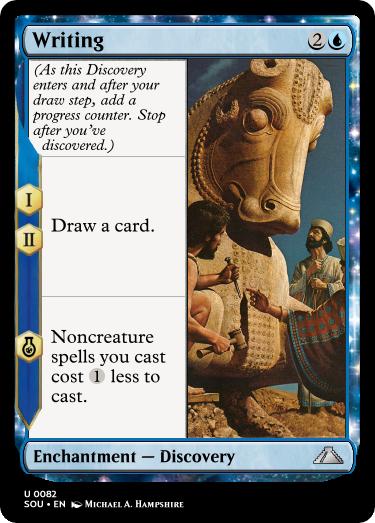 Writing 2
(As this Discovery
enters and after your
draw step, add a
progress counter. Stop
after you've
discovered.)
I
II
Draw a card.
Noncreature
spells you cast
cost 1 less to
cast.
Enchantment — Discovery
U 0082
SOU • EN Michael A. Hampshire